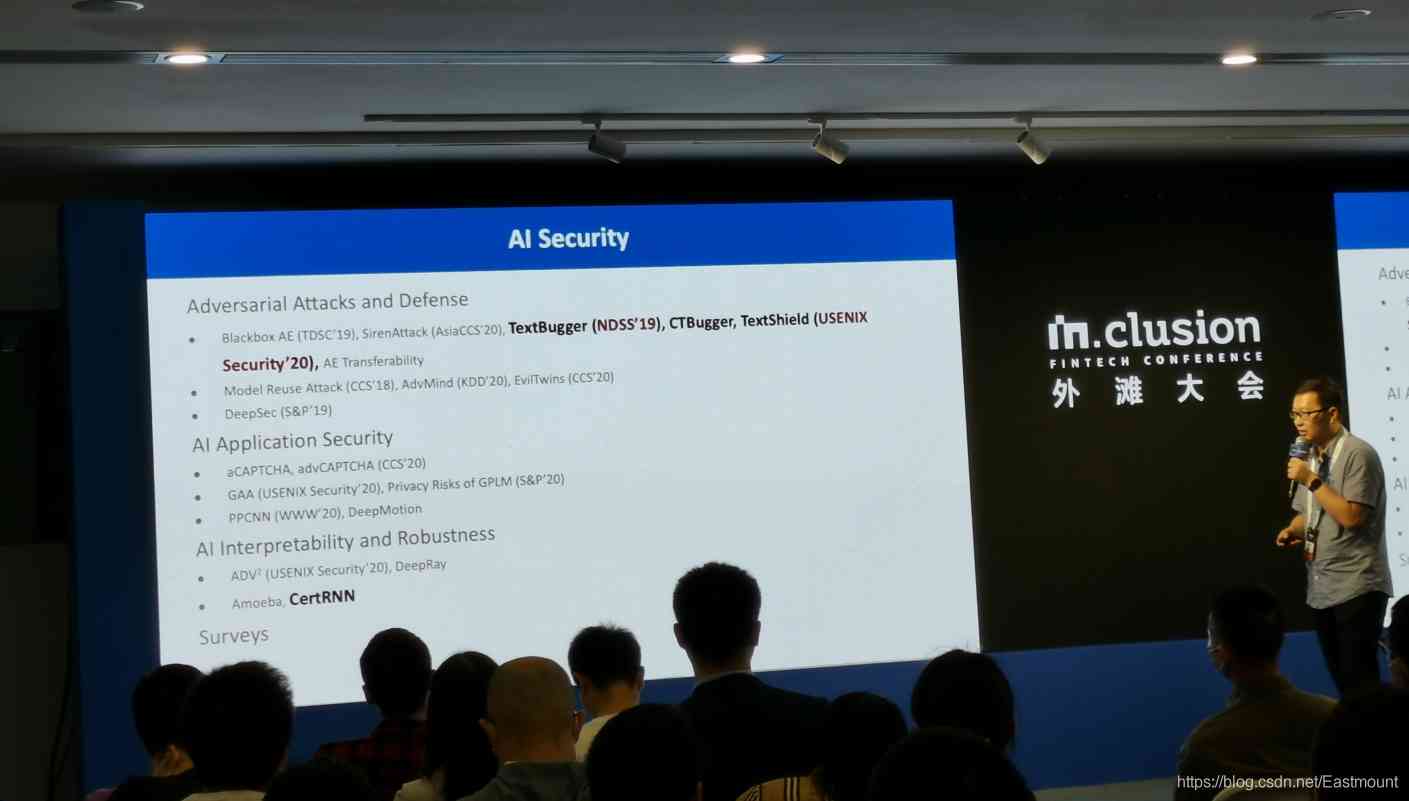 AI Security
Adversarial Attacks and Defense
• Blackbox AE (TDSC'19), SirenAttack (AsiaCCS'20), TextBugger (NDSS'19), CTBugger, TextShield (USENIX
Security'20), AE Transferability
• Model Reuse Attack (CCS'18), AdvMind (KDD'20), EvilTwins (CCS'20)
• DeepSec (S&P'19)
AI Application Security
• aCAPTCHA, advCAPTCHA (CCS'20)
• GAA (USENIX Security'20), Privacy Risks of GPLM (S&P'20)
• PPCNN (WWW'20), DeepMotion
AI Interpretability and Robustness
• ADV² (USENIX Security'20), DeepRay
• Amoeba, CertRNN
Surveys
in.clusion
FINTECH CONFERENCE
外 滩 大 会
Adve
AI A
AI
https://blog.csdn.net/Eastmount